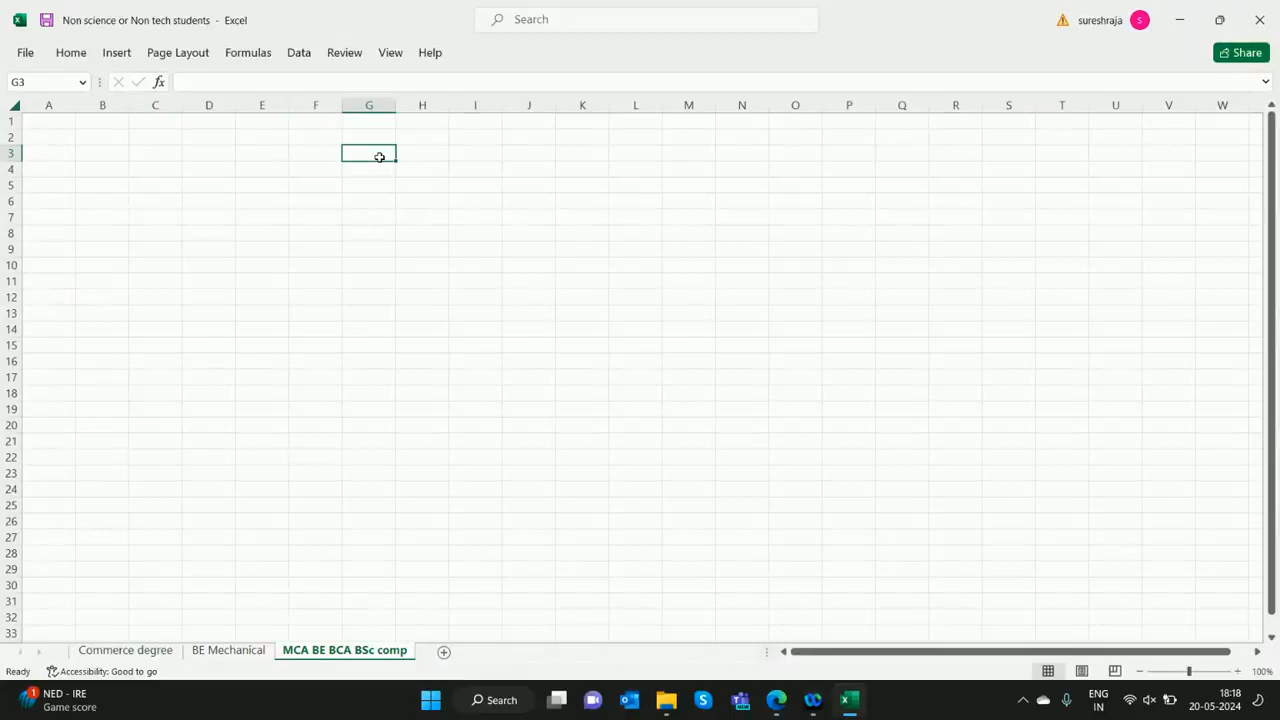 Non science or Non tech students - Excel
Search
sureshraja
S
File Home Insert Page Layout Formulas Data Review View Help
Share
G3
fx
A B C D E F G H I J K L M N O P Q R S T U V W
1
2
3
4
5
6
7
8
9
10
11
12
13
14
15
16
17
18
19
20
21
22
23
24
25
26
27
28
29
30
31
32
33
Commerce degree BE Mechanical MCA BE BCA BSc comp
Ready Accessibility: Good to go 100%
1
NED - IRE
Game score
Search
ENG
IN
18:18
20-05-2024